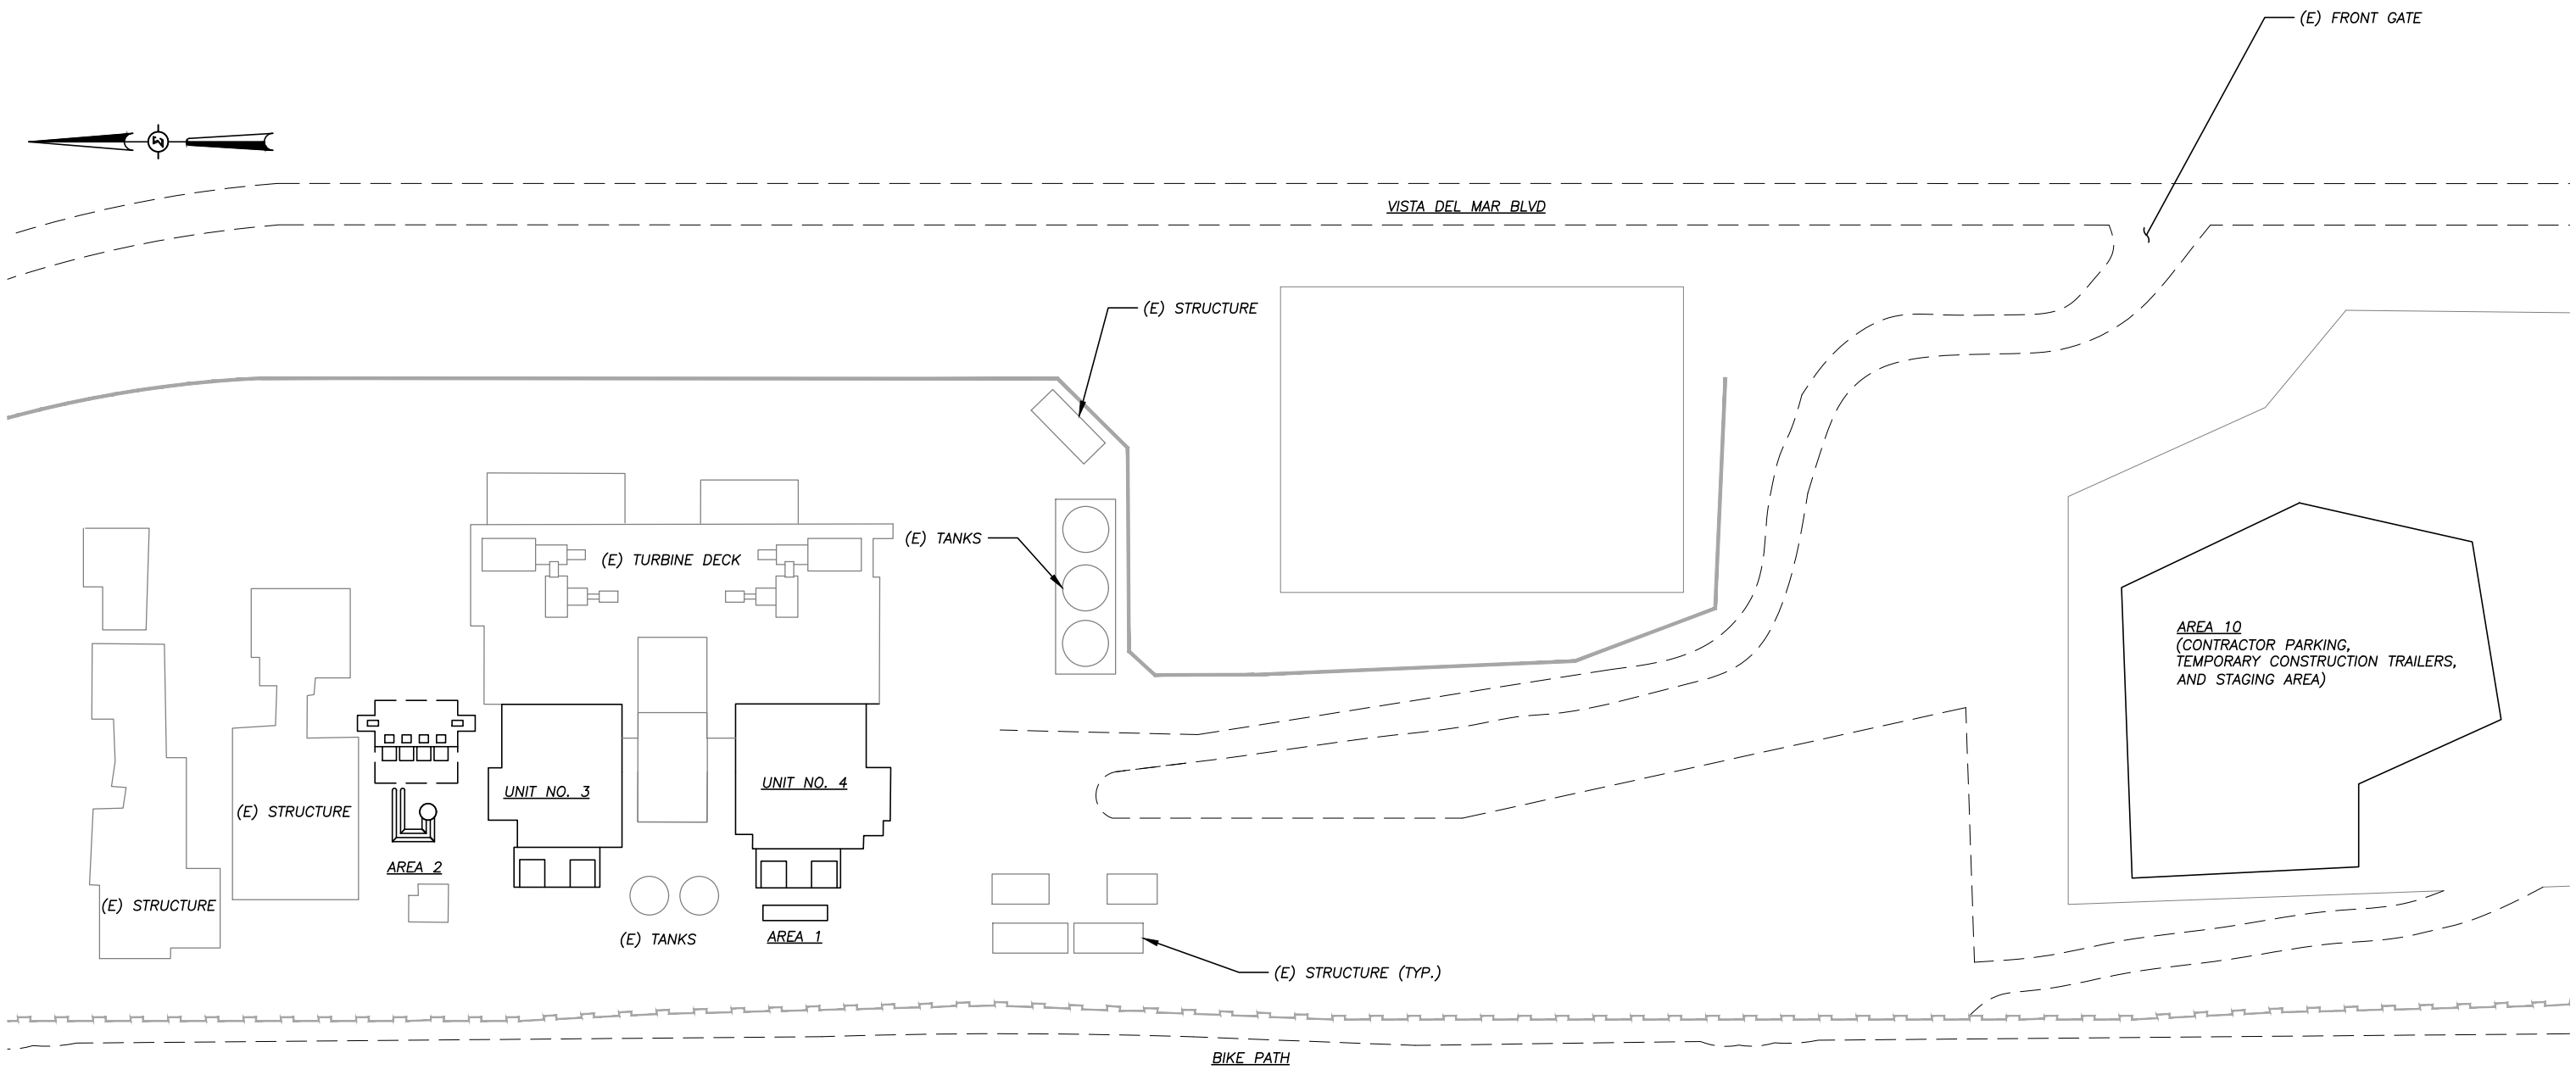 (E) FRONT GATE
VISTA DEL MAR BLVD
(E) STRUCTURE
(E) TANKS
(E) TURBINE DECK
AREA 10
(CONTRACTOR PARKING,
TEMPORARY CONSTRUCTION TRAILERS,
AND STAGING AREA)
UNIT NO. 3
UNIT NO. 4
(E) STRUCTURE
AREA 2
(E) STRUCTURE
(E) TANKS
AREA 1
(E) STRUCTURE (TYP.)
BIKE PATH